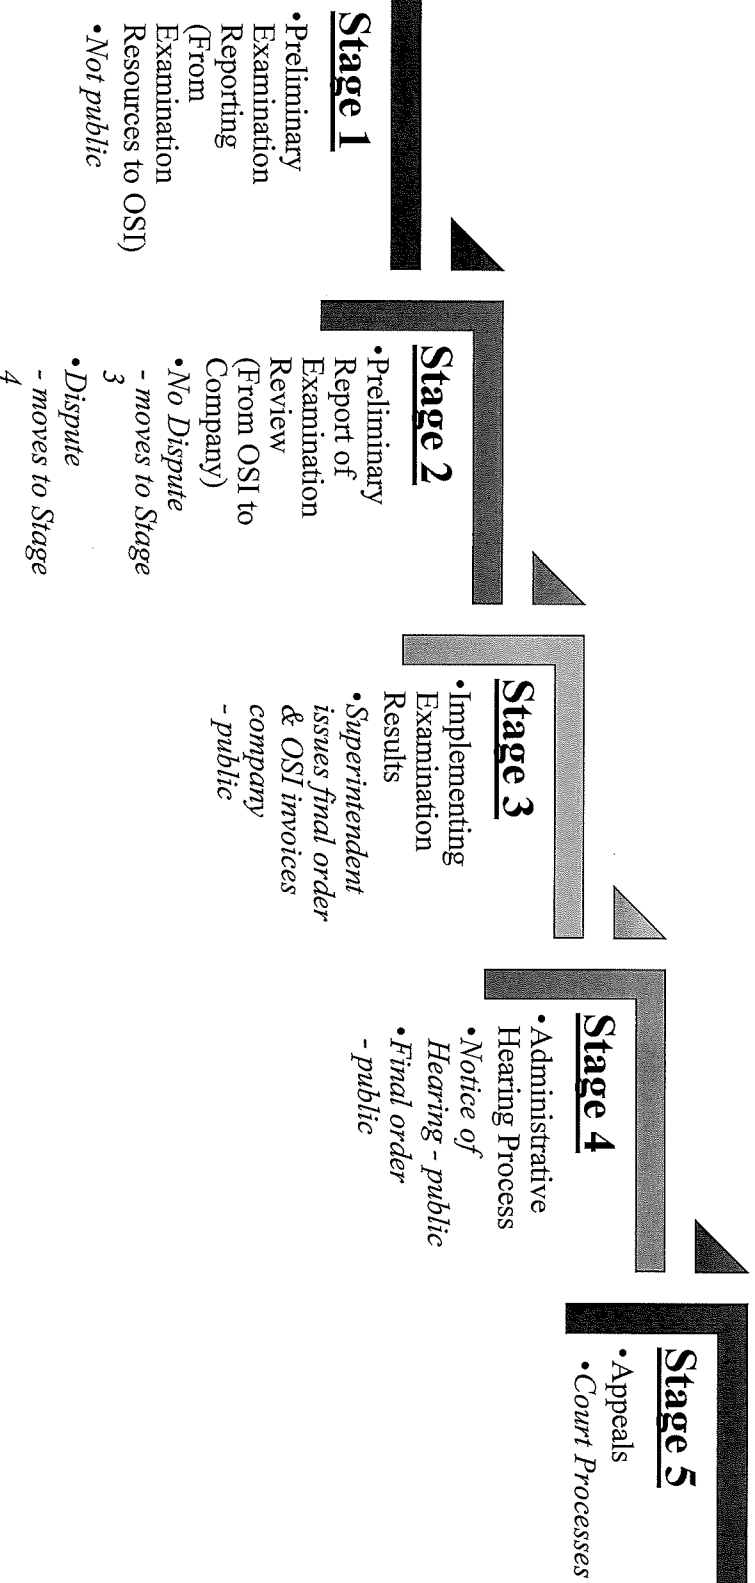 Stage 1
•Preliminary
Examination
Reporting
(From
Examination
Resources to OSI)
•Not public
Stage 2
•Preliminary
Report of
Examination
Review
(From OSI to
Company)
•No Dispute
- moves to Stage
3
•Dispute
- moves to Stage
4
Stage 3
•Implementing
Examination
Results
•Superintendent
issues final order
& OSI invoices
company
- public
Stage 4
•Administrative
Hearing Process
•Notice of
Hearing - public
•Final order
- public
Stage 5
•Appeals
•Court Processes